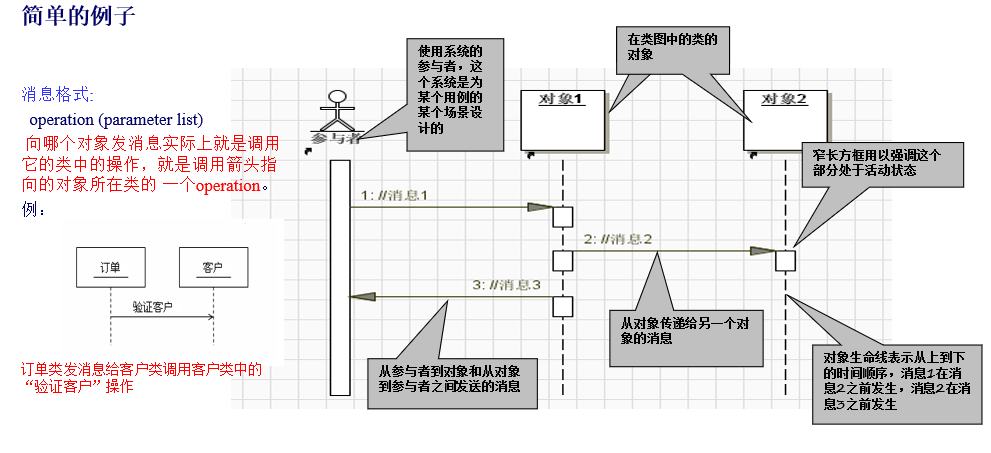 简单的例子
消息格式:
operation (parameter list)
向哪个对象发消息实际上就是调用
它的类中的操作，就是调用箭头指
向的对象所在类的 一个operation。
例：
订单
客户
验证客户
订单类发消息给客户类调用客户类中的
“验证客户”操作
使用系统的
参与者，这
个系统是为
某个用例的
某个场景设
计的
在类图中的类的
对象
参与者
对象1
对象2
窄长方框用以强调这个
部分处于活动状态
1: //消息1
2: //消息2
3: //消息3
从对象传递给另一个对
象的消息
从参与者到对象和从对象
到参与者之间发送的消息
对象生命线表示从上到下
的时间顺序，消息1在消
息2之前发生，消息2在消
息3之前发生